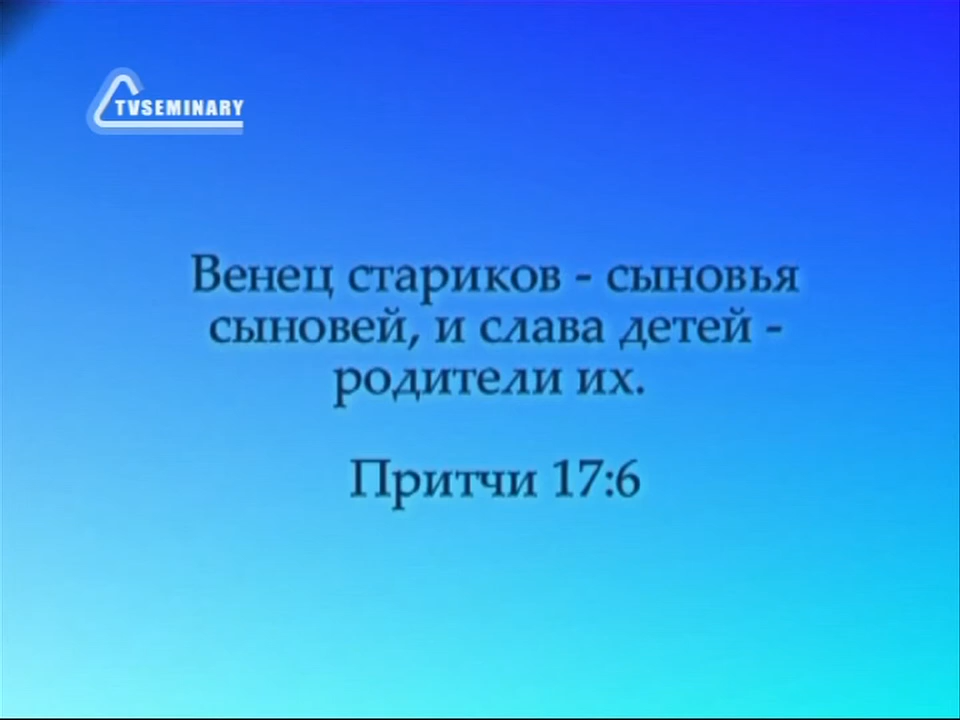 TVSEMINARY
Венец стариков - сыновья
сыновей, и слава детей -
родители их.
Притчи 17:6